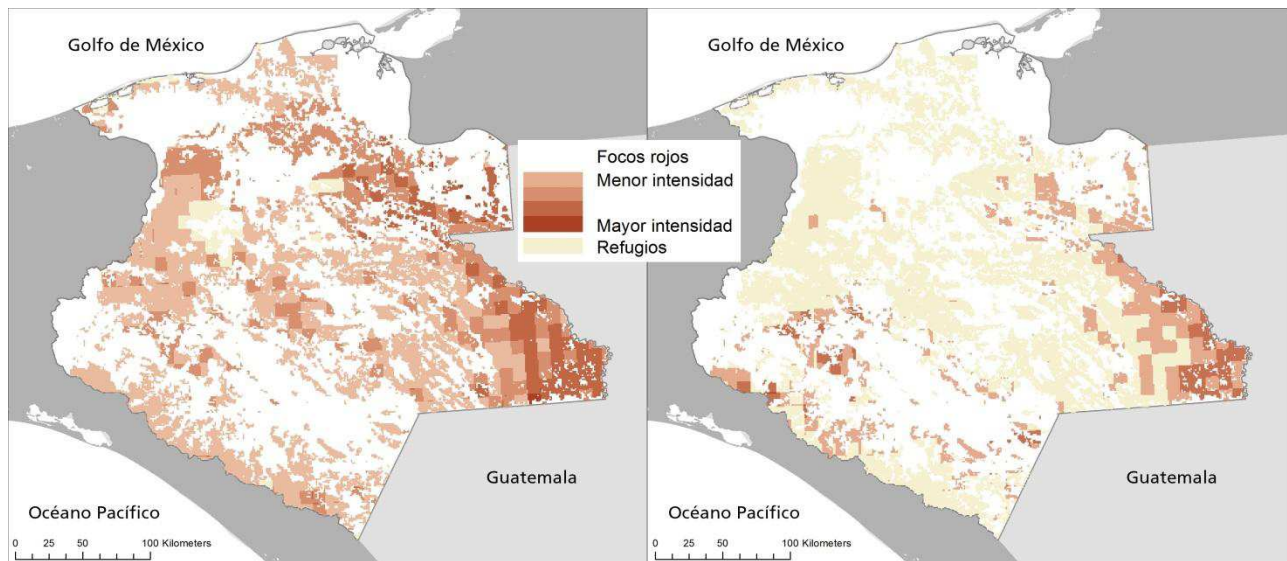 Golfo de México
Golfo de México
Focos rojos
Menor intensidad
Mayor intensidad
Refugios
Guatemala
Guatemala
Océano Pacífico
Océano Pacífico
0 25 50 100 Kilometers
0 25 50 100 Kilometers